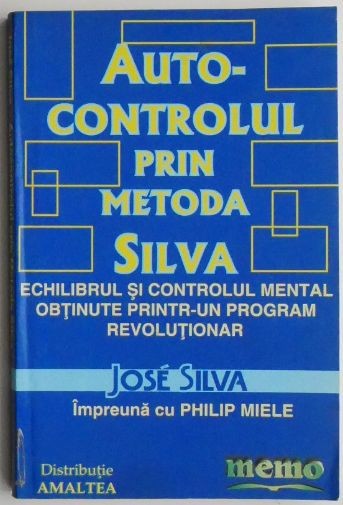 AUTO-
CONTROLUL
PRIN
METODA
SILVA
ECHILIBRUL ŞI CONTROLUL MENTAL
OBŢINUTE PRINTR-UN PROGRAM
REVOLUŢIONAR
JOSÉ SILVA
Împreună cu PHILIP MIELE
Distribuţie
AMALTEA
memo